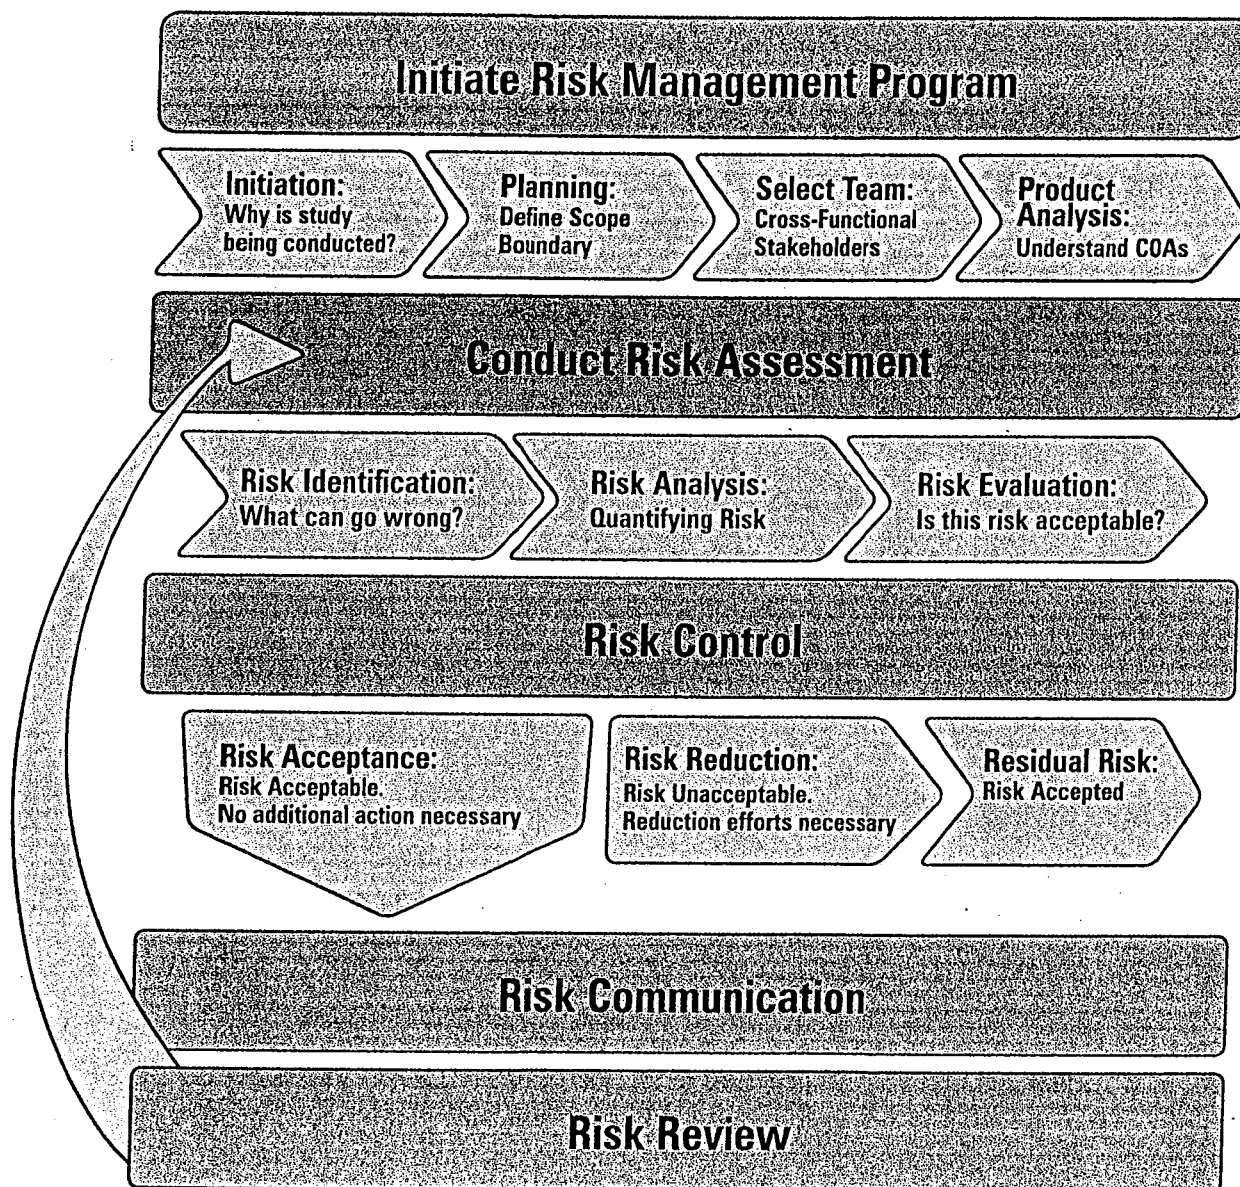 Initiate Risk Management Program
Initiation:
Why is study
being conducted?
Planning:
Define Scope
Boundary
Select Team:
Cross-Functional
Stakeholders
Product
Analysis:
Understand COAs
Conduct Risk Assessment
Risk Identification:
What can go wrong?
Risk Analysis:
Quantifying Risk
Risk Evaluation:
Is this risk acceptable?
Risk Control
Risk Acceptance:
Risk Acceptable.
No additional action necessary
Risk Reduction:
Risk Unacceptable.
Reduction efforts necessary
Residual Risk:
Risk Accepted
Risk Communication
Risk Review